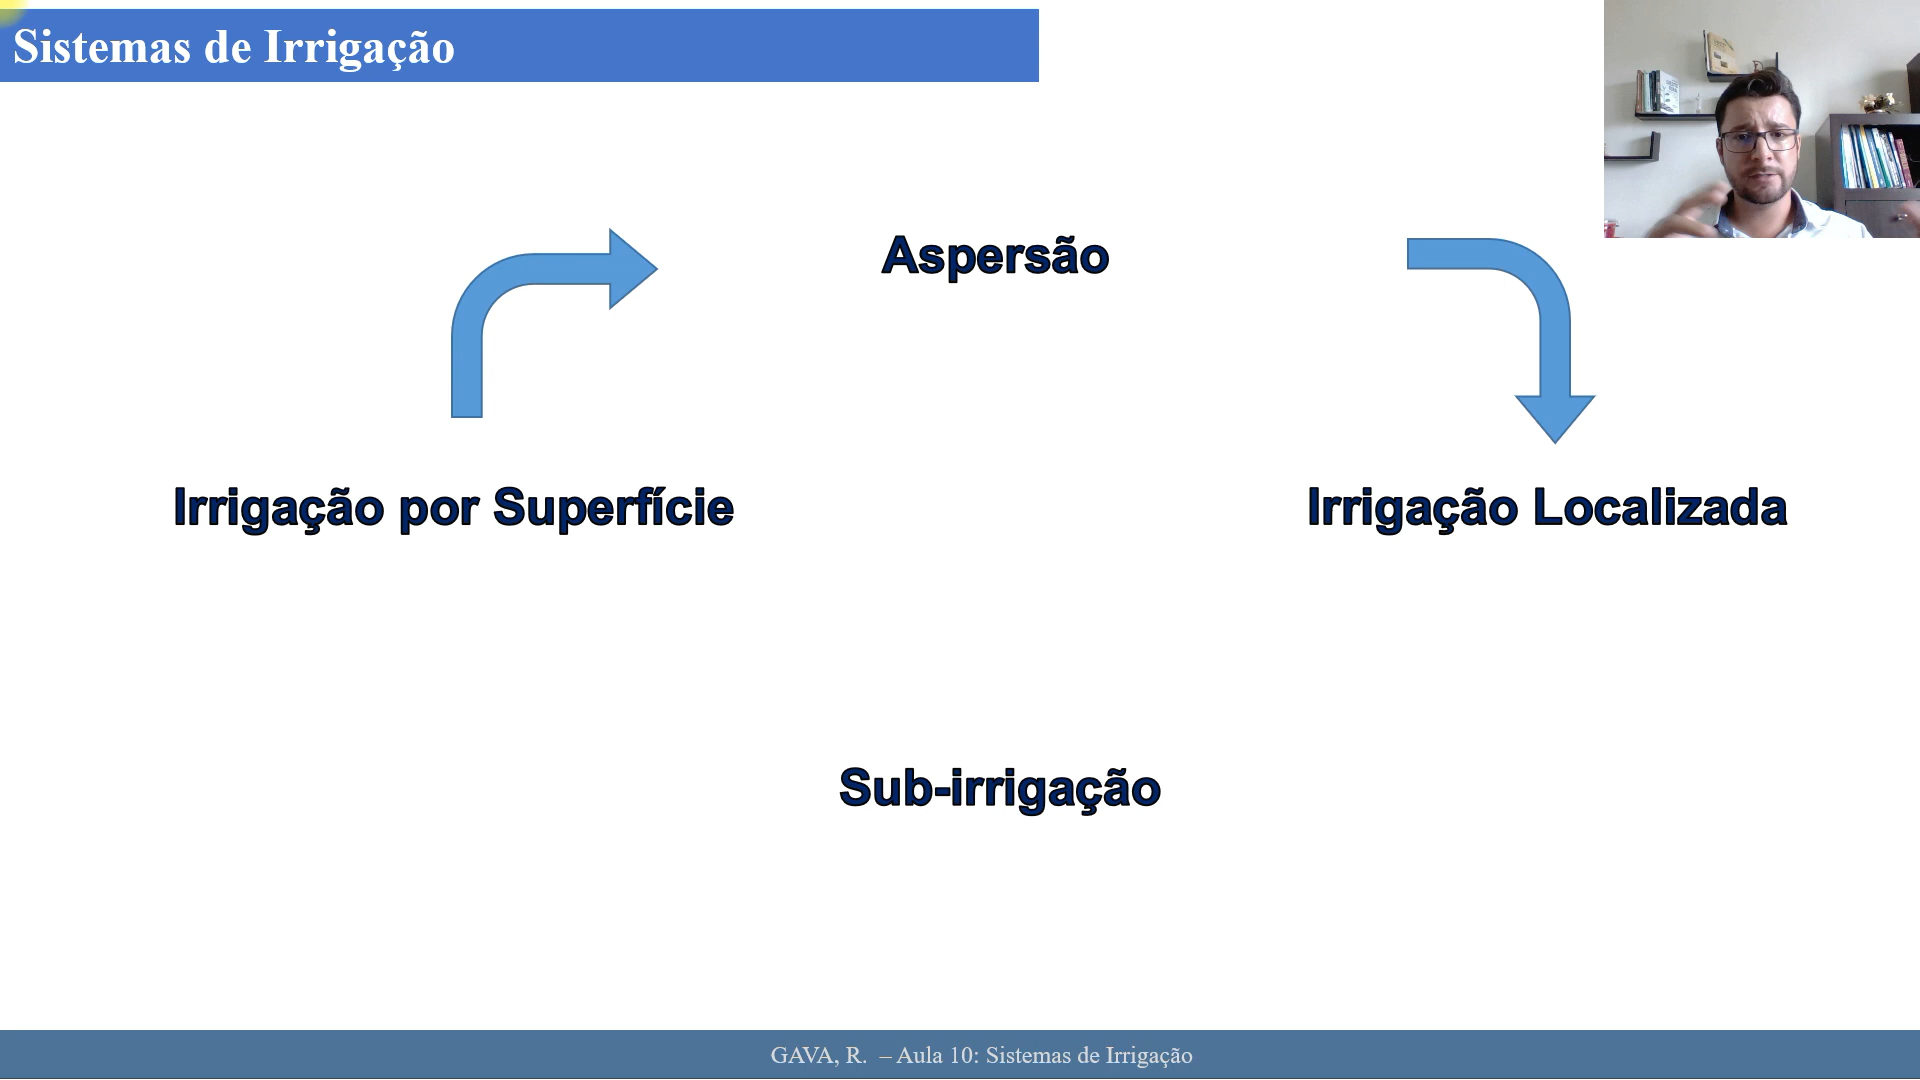 Sistemas de Irrigação
Aspersão
Irrigação por Superfície
Irrigação Localizada
Sub-irrigação
GAVA, R. – Aula 10: Sistemas de Irrigação